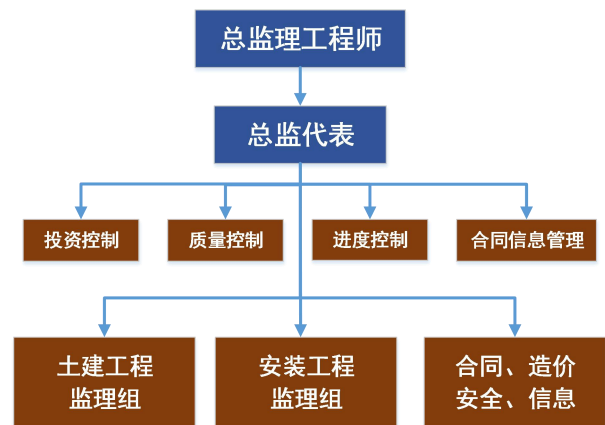 总监理工程师
总监代表
投资控制
质量控制
进度控制
合同信息管理
土建工程
监理组
安装工程
监理组
合同、造价
安全、信息